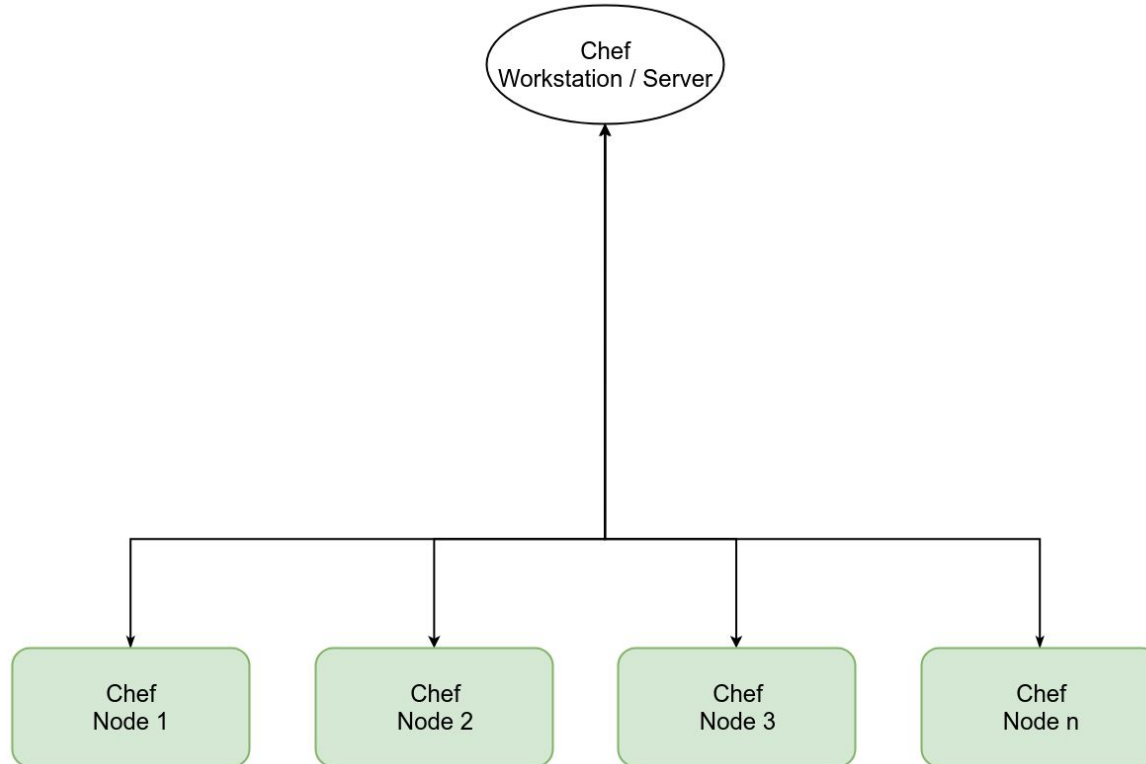 Chef
Workstation / Server
Chef
Node 1
Chef
Node 2
Chef
Node 3
Chef
Node n